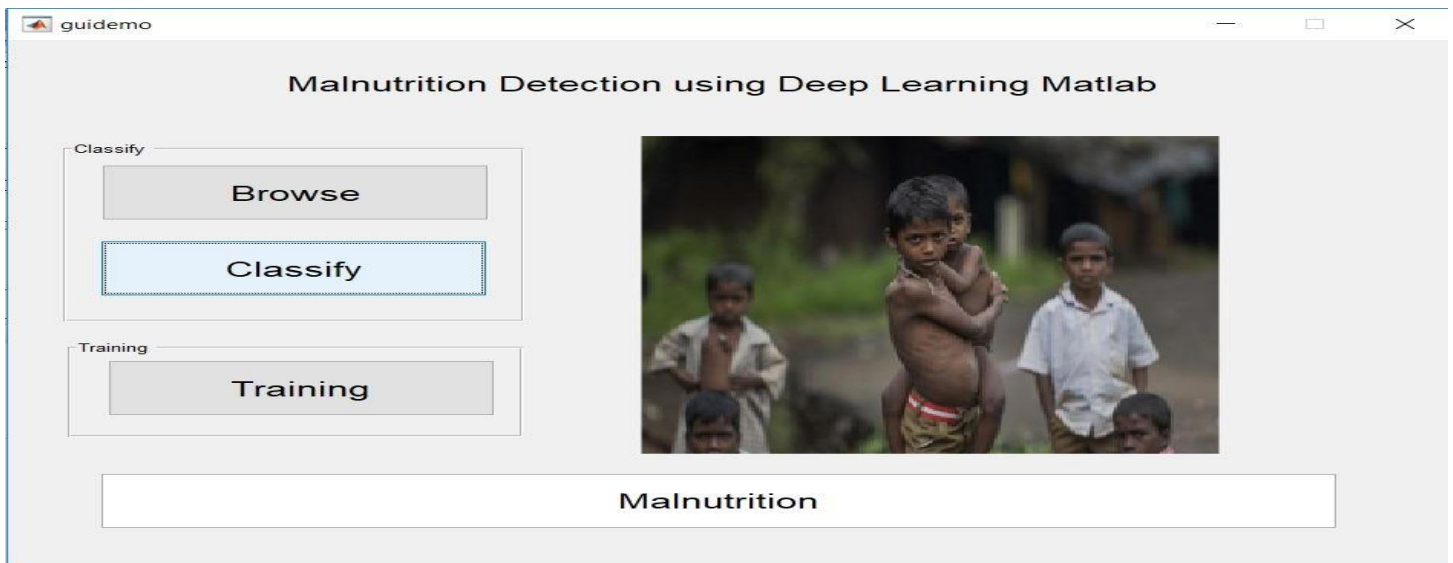 guidemo
Malnutrition Detection using Deep Learning Matlab
Classify
Browse
Classify
Training
Training
Malnutrition